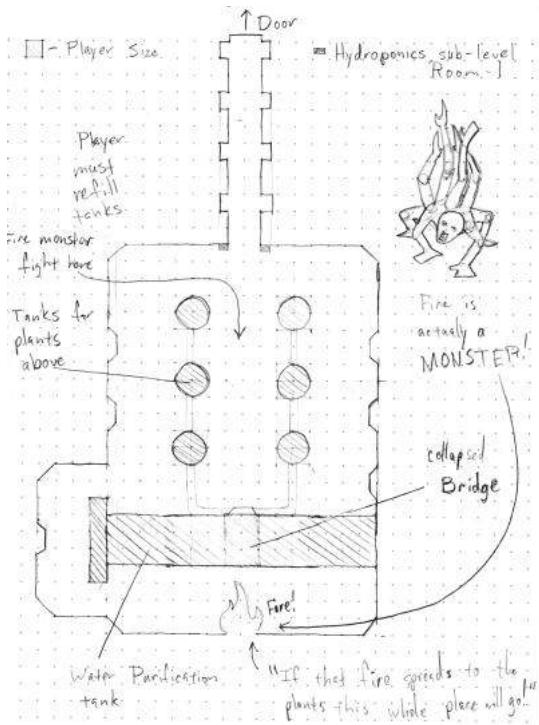 ↑ Door
- Player Size
- Hydroponics sub-level
Room-1
Player
must
refill
tanks
Fire monster
fight here
Tanks for
plants
above
Fire is
actualy a
MONSTER!
collapsed
Bridge
Fire!
Water Purification
tank
"If that fire spreads to the
plants this whole place will go!"